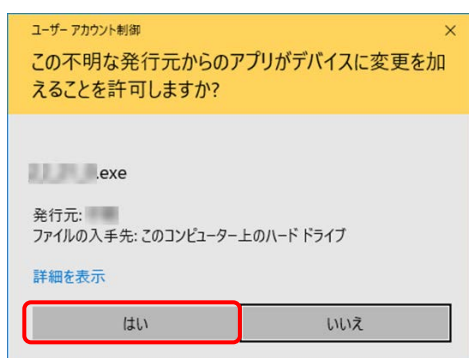 ユーザー アカウント制御
この不明な発行元からのアプリがデバイスに変更を加
えることを許可しますか?
.exe
発行元:
ファイルの入手先: このコンピューター上のハード ドライブ
詳細を表示
はい
いいえ